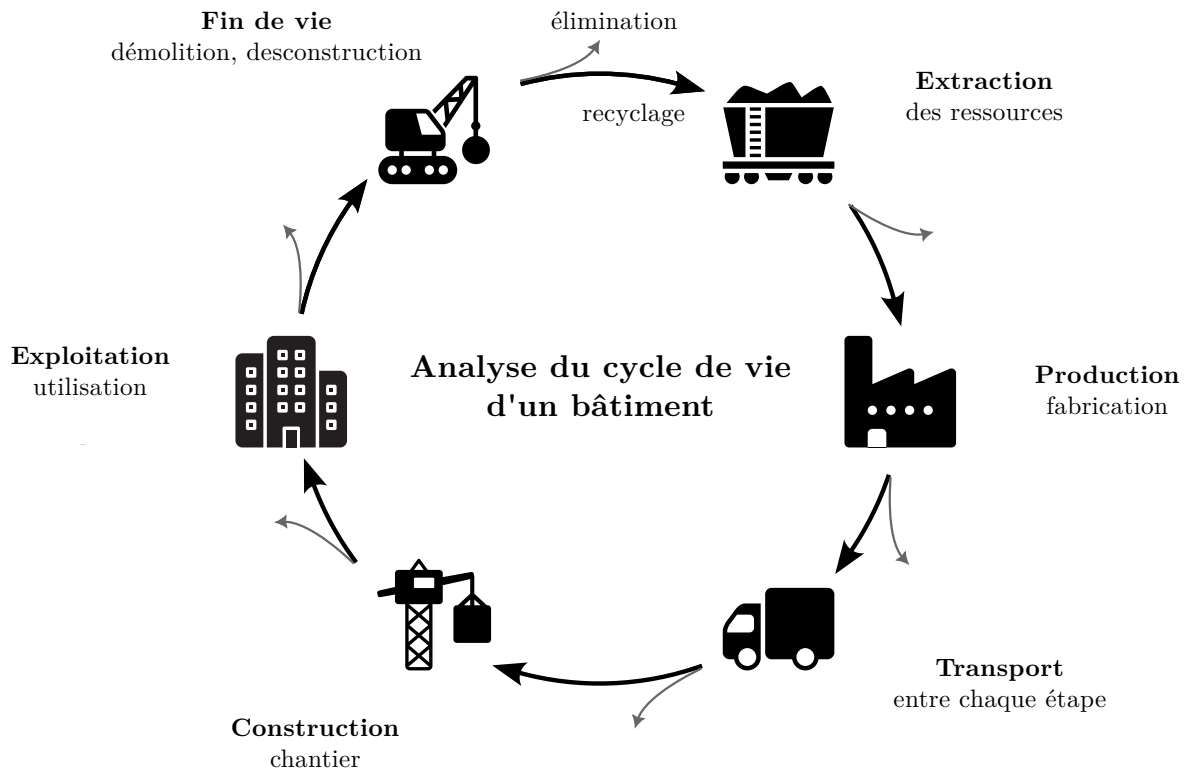 Fin de vie
démolition, desconstruction
élimination
recyclage
Extraction
des ressources
Exploitation
utilisation
Analyse du cycle de vie
d'un bâtiment
Production
fabrication
Transport
entre chaque étape
Construction
chantier